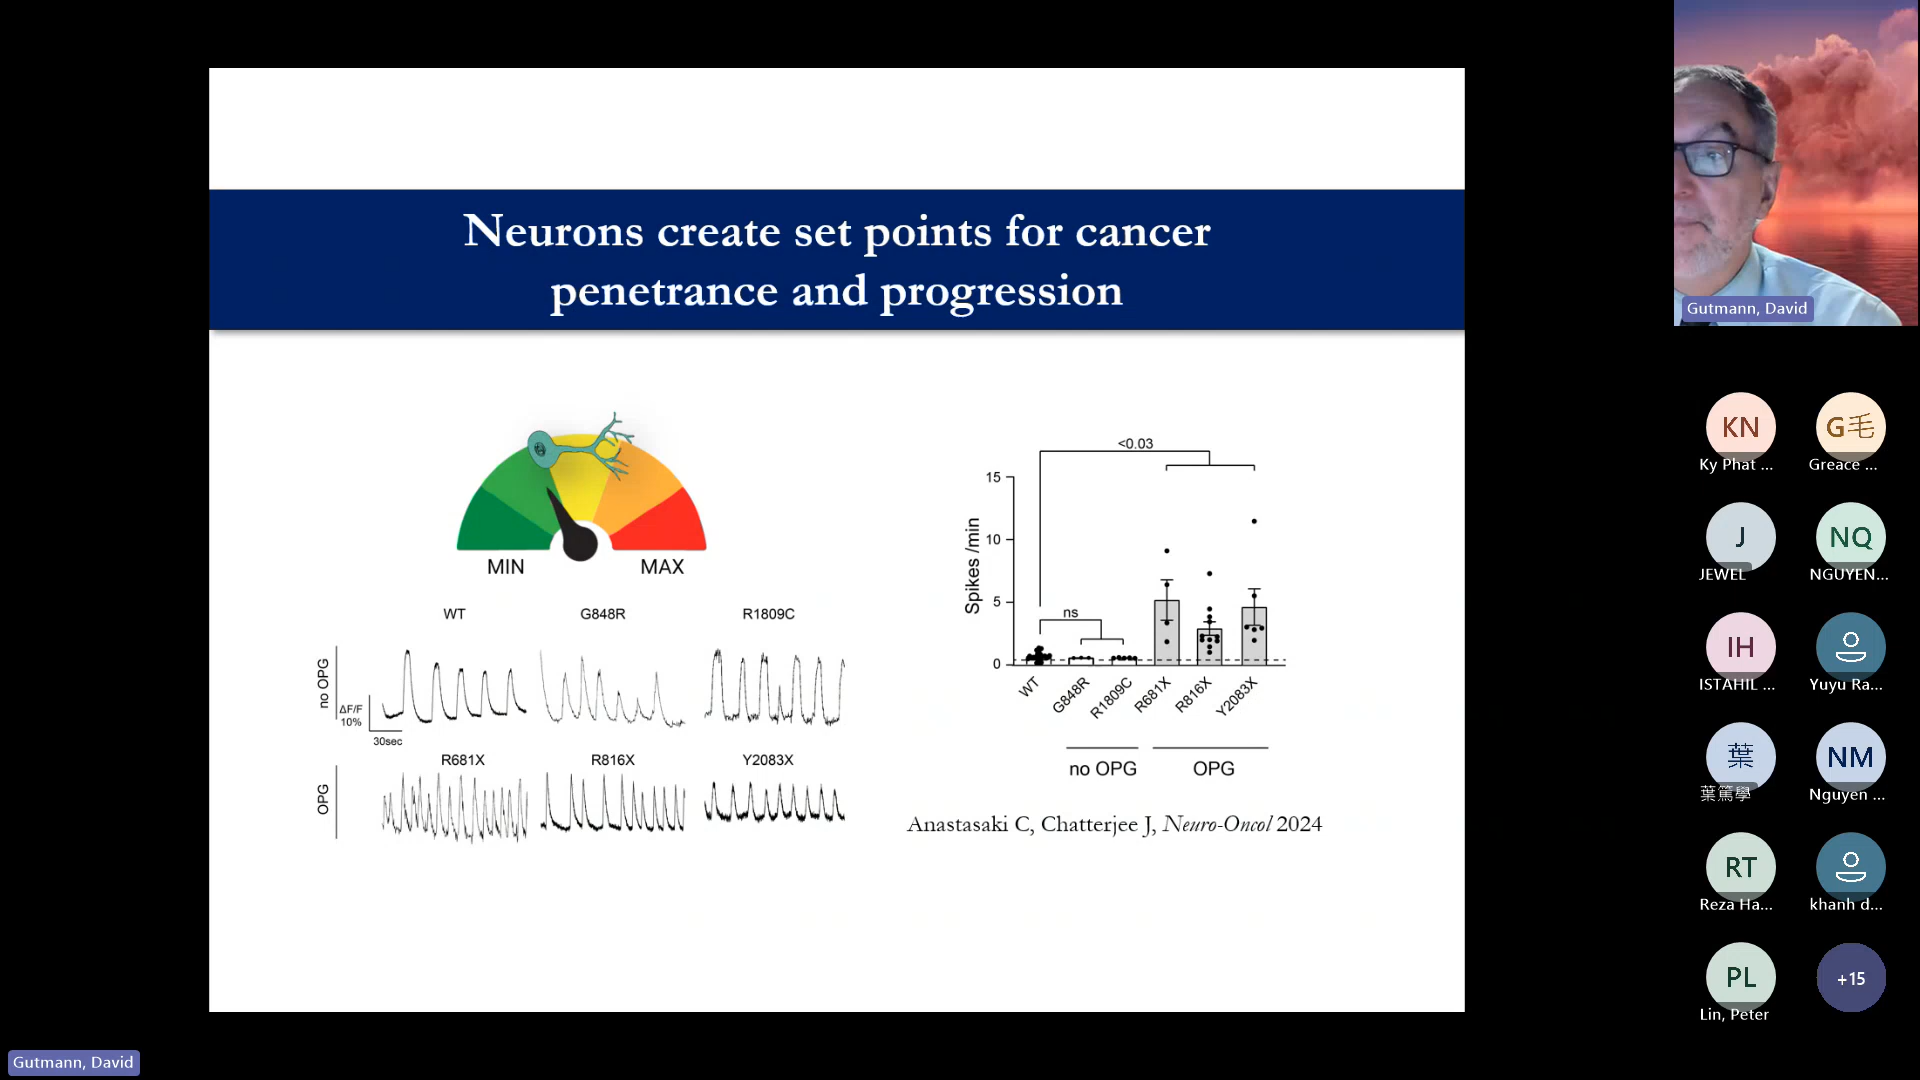 Neurons create set points for cancer
penetrance and progression
MIN
MAX
WT
G848R
R1809C
no OPG
ΔF/F
10%
30sec
R681X
R816X
Y2083X
OPG
<0.03
ns
Spikes /min
15
10
5
0
WT
G848R
R1809C
R681X
R816X
Y2083X
no OPG
OPG
Anastasaki C, Chatterjee J, Neuro-Oncol 2024
Gutmann, David
KN
Ky Phat ...
G毛
Greace ...
J
JEWEL
NQ
NGUYEN...
IH
ISTAHIL ...
Yuyu Ra...
葉
葉篤學
NM
Nguyen ...
RT
Reza Ha...
khanh d...
PL
Lin, Peter
+15
Gutmann, David